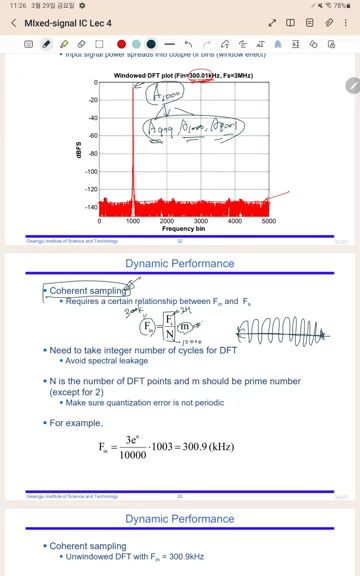 11:26 3월 29일 금요일
78%
Mixed-signal IC Lec 4
Input signal power spreads into couple of bins (window effect)
Windowed DFT plot (Fin=300.01kHz, Fs=3MHz)
A1000
A999, A1000, A1001
dBFS
0
-20
-40
-60
-80
-100
-120
-140
0 1000 2000 3000 4000 5000
Frequency bin
Gwangju Institute of Science and Technology 32
Dynamic Performance
• Coherent sampling
• Requires a certain relationship between Fin and Fs
300k
3M
Fin = Fs/N m
10000
• Need to take integer number of cycles for DFT
• Avoid spectral leakage
• N is the number of DFT points and m should be prime number
(except for 2)
• Make sure quantization error is not periodic
• For example,
Fin = 3e⁶/10000 · 1003 = 300.9 (kHz)
Gwangju Institute of Science and Technology 33
Dynamic Performance
• Coherent sampling
• Unwindowed DFT with Fin = 300.9kHz